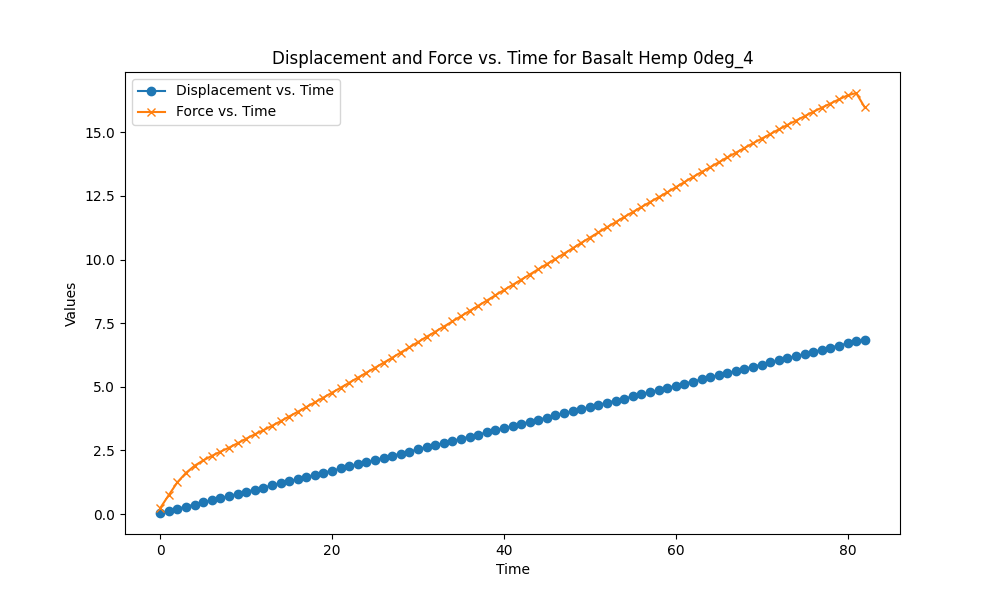 Displacement and Force vs. Time for Basalt Hemp 0deg_4
Displacement vs. Time
Force vs. Time
Values
15.0
12.5
10.0
7.5
5.0
2.5
0.0
0 20 40 60 80
Time